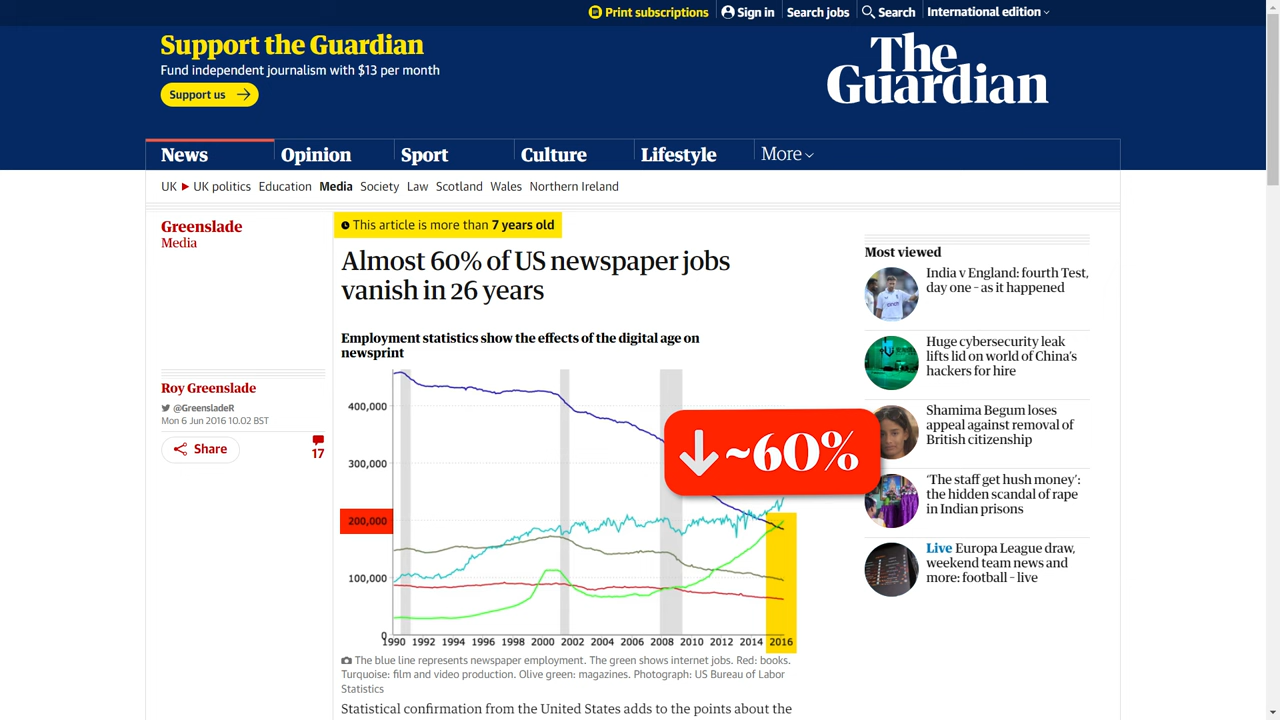 Print subscriptions
Sign in
Search jobs
Search
International edition
Support the Guardian
Fund independent journalism with $13 per month
Support us
The
Guardian
News
Opinion
Sport
Culture
Lifestyle
More
UK
UK politics
Education
Media
Society
Law
Scotland
Wales
Northern Ireland
Greenslade
Media
This article is more than 7 years old
Almost 60% of US newspaper jobs
vanish in 26 years
Employment statistics show the effects of the digital age on
newsprint
Roy Greenslade
@GreensladeR
Mon 6 Jun 2016 10.02 BST
Share
17
400,000
300,000
200,000
100,000
0
1990 1992 1994 1996 1998 2000 2002 2004 2006 2008 2010 2012 2014 2016
~60%
The blue line represents newspaper employment. The green shows internet jobs. Red: books.
Turquoise: film and video production. Olive green: magazines. Photograph: US Bureau of Labor
Statistics
Statistical confirmation from the United States adds to the points about the
Most viewed
India v England: fourth Test,
day one – as it happened
Huge cybersecurity leak
lifts lid on world of China's
hackers for hire
Shamima Begum loses
appeal against removal of
British citizenship
'The staff get hush money':
the hidden scandal of rape
in Indian prisons
Live Europa League draw,
weekend team news and
more: football – live